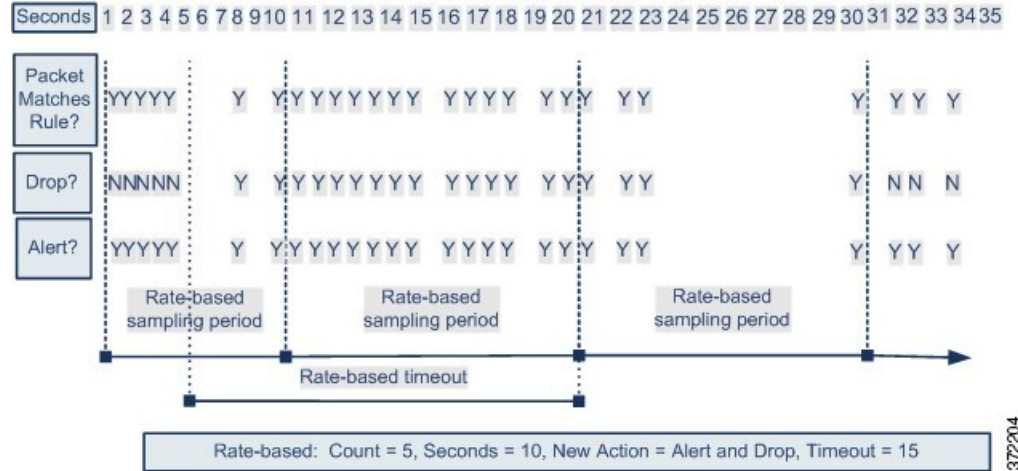 Seconds 1 2 3 4 5 6 7 8 9 10 11 12 13 14 15 16 17 18 19 20 21 22 23 24 25 26 27 28 29 30 31 32 33 34 35
Packet
Matches
Rule?
YYYYY Y Y Y Y Y Y Y Y Y Y Y Y Y Y Y Y Y Y Y Y Y Y Y
Drop?
NNNNN Y Y Y Y Y Y Y Y Y Y Y Y Y Y Y Y Y Y Y Y N N N
Alert?
YYYYY Y Y Y Y Y Y Y Y Y Y Y Y Y Y Y Y Y Y Y Y Y Y Y
Rate-based
sampling period
Rate-based
sampling period
Rate-based
sampling period
Rate-based timeout
Rate-based: Count = 5, Seconds = 10, New Action = Alert and Drop, Timeout = 15
372204